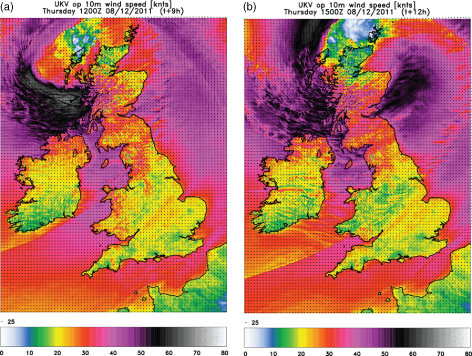 (a)
UKV op 10m wind speed [knts]
Thursday 1200Z 08/12/2011 (t+9h)
- 25
0 10 20 30 40 50 60 70 80
(b)
UKV op 10m wind speed [knts]
Thursday 1500Z 08/12/2011 (t+12h)
- 25
0 10 20 30 40 50 60 70 80